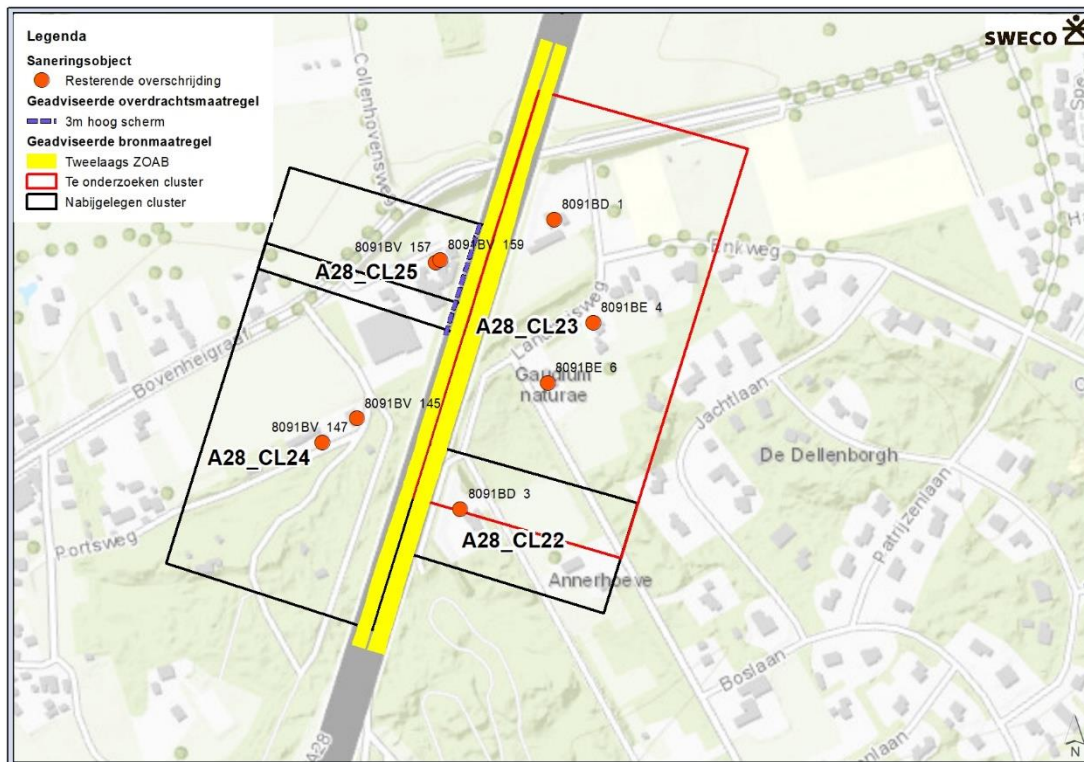 Legenda
Saneringsobject
Resterende overschrijding
Geadviseerde overdrachtsmaatregel
3m hoog scherm
Geadviseerde bronmaatregel
Tweelaags ZOAB
Te onderzoeken cluster
Nabijgelegen cluster
SWECO
Collenhovensweg
8091BD 1
8091BV 157
8091BV 159
A28_CL25
Enkweg
8091BE 4
A28_CL23
Bovenheigraaf
8091BE 6
Gaudium
naturae
Jachtlaan
8091BV 145
8091BV 147
A28_CL24
De Dellenborgh
8091BD 3
A28_CL22
Patrijzenlaan
Portsweg
Annerhoeve
Boslaan
A28
N